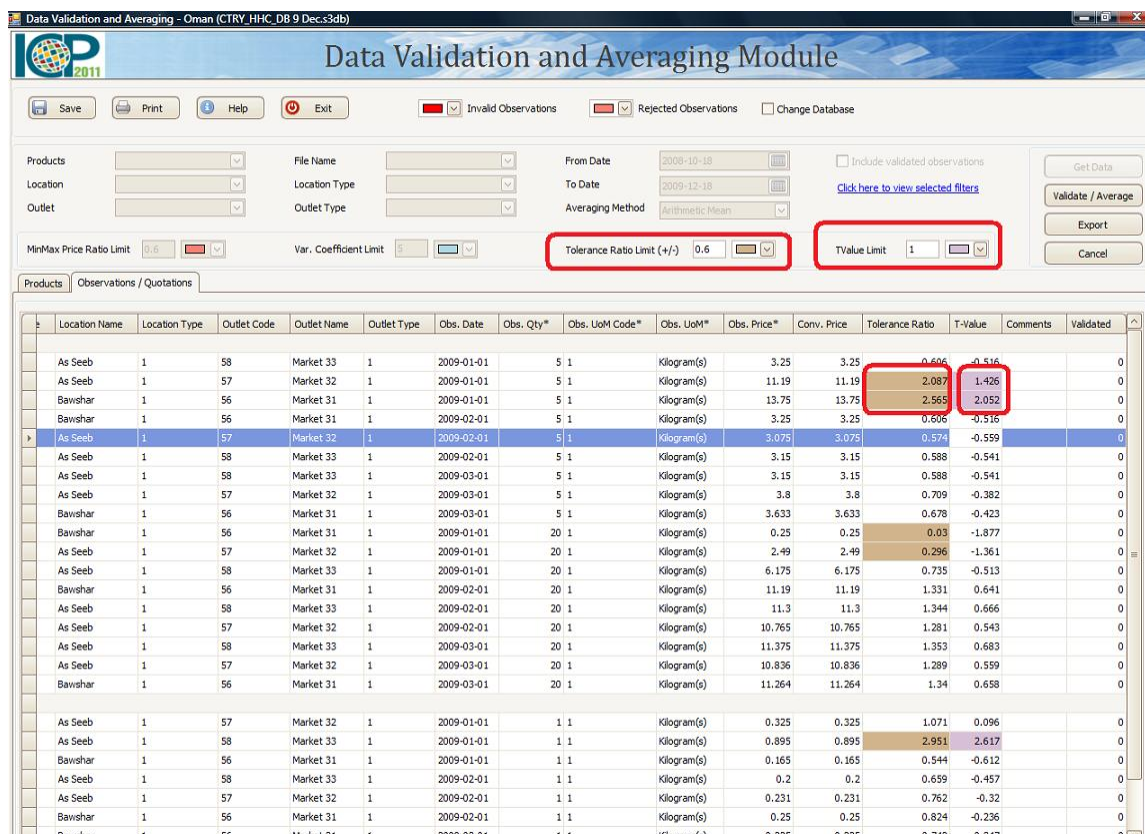 Data Validation and Averaging - Oman (CTRY_HHC_DB 9 Dec.s3db)
ICP 2011 Data Validation and Averaging Module
Save Print Help Exit Invalid Observations Rejected Observations Change Database
Products File Name From Date 2008-10-18 Include validated observations Get Data
Location Location Type To Date 2009-12-18 Click here to view selected filters Validate / Average
Outlet Outlet Type Averaging Method Arithmetic Mean Export
MinMax Price Ratio Limit 0.6 Var. Coefficient Limit 5 Tolerance Ratio Limit (+/-) 0.6 TValue Limit 1 Cancel
Products Observations / Quotations
Location Name Location Type Outlet Code Outlet Name Outlet Type Obs. Date Obs. Qty* Obs. UoM Code* Obs. UoM* Obs. Price* Conv. Price Tolerance Ratio T-Value Comments Validated
As Seeb 1 58 Market 33 1 2009-01-01 5 1 Kilogram(s) 3.25 3.25 0.606 -0.516 0
As Seeb 1 57 Market 32 1 2009-01-01 5 1 Kilogram(s) 11.19 11.19 2.087 1.426 0
Bawshar 1 56 Market 31 1 2009-01-01 5 1 Kilogram(s) 13.75 13.75 2.565 2.052 0
Bawshar 1 56 Market 31 1 2009-02-01 5 1 Kilogram(s) 3.25 3.25 0.606 -0.516 0
As Seeb 1 57 Market 32 1 2009-02-01 5 1 Kilogram(s) 3.075 3.075 0.574 -0.559 0
As Seeb 1 58 Market 33 1 2009-02-01 5 1 Kilogram(s) 3.15 3.15 0.588 -0.541 0
As Seeb 1 58 Market 33 1 2009-03-01 5 1 Kilogram(s) 3.15 3.15 0.588 -0.541 0
As Seeb 1 57 Market 32 1 2009-03-01 5 1 Kilogram(s) 3.8 3.8 0.709 -0.382 0
Bawshar 1 56 Market 31 1 2009-03-01 5 1 Kilogram(s) 3.633 3.633 0.678 -0.423 0
Bawshar 1 56 Market 31 1 2009-01-01 20 1 Kilogram(s) 0.25 0.25 0.03 -1.877 0
As Seeb 1 57 Market 32 1 2009-01-01 20 1 Kilogram(s) 2.49 2.49 0.296 -1.361 0
As Seeb 1 58 Market 33 1 2009-01-01 20 1 Kilogram(s) 6.175 6.175 0.735 -0.513 0
Bawshar 1 56 Market 31 1 2009-02-01 20 1 Kilogram(s) 11.19 11.19 1.331 0.641 0
As Seeb 1 58 Market 33 1 2009-02-01 20 1 Kilogram(s) 11.3 11.3 1.344 0.666 0
As Seeb 1 57 Market 32 1 2009-02-01 20 1 Kilogram(s) 10.765 10.765 1.281 0.543 0
As Seeb 1 58 Market 33 1 2009-03-01 20 1 Kilogram(s) 11.375 11.375 1.353 0.683 0
As Seeb 1 57 Market 32 1 2009-03-01 20 1 Kilogram(s) 10.836 10.836 1.289 0.559 0
Bawshar 1 56 Market 31 1 2009-03-01 20 1 Kilogram(s) 11.264 11.264 1.34 0.658 0
As Seeb 1 57 Market 32 1 2009-01-01 1 1 Kilogram(s) 0.325 0.325 1.071 0.096 0
As Seeb 1 58 Market 33 1 2009-01-01 1 1 Kilogram(s) 0.895 0.895 2.951 2.617 0
Bawshar 1 56 Market 31 1 2009-01-01 1 1 Kilogram(s) 0.165 0.165 0.544 -0.612 0
As Seeb 1 58 Market 33 1 2009-02-01 1 1 Kilogram(s) 0.2 0.2 0.659 -0.457 0
As Seeb 1 57 Market 32 1 2009-02-01 1 1 Kilogram(s) 0.231 0.231 0.762 -0.32 0
Bawshar 1 56 Market 31 1 2009-02-01 1 1 Kilogram(s) 0.25 0.25 0.824 -0.236 0